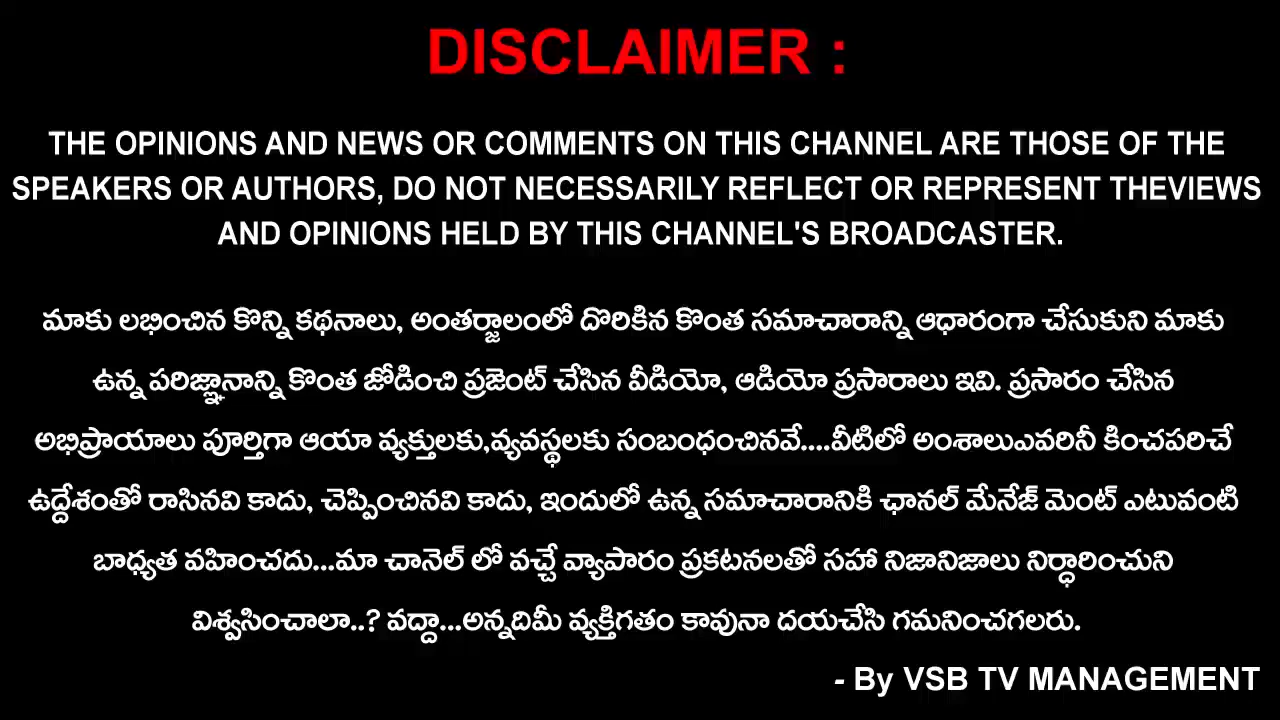 DISCLAIMER :
THE OPINIONS AND NEWS OR COMMENTS ON THIS CHANNEL ARE THOSE OF THE
SPEAKERS OR AUTHORS, DO NOT NECESSARILY REFLECT OR REPRESENT THEVIEWS
AND OPINIONS HELD BY THIS CHANNEL'S BROADCASTER.
మాకు లభించిన కొన్ని కథనాలు, అంతర్జాలంలో దొరికిన కొంత సమాచారాన్ని ఆధారంగా చేసుకుని మాకు
ఉన్న పరిజ్ఞానాన్ని కొంత జోడించి ప్రజెంట్ చేసిన వీడియో, ఆడియో ప్రసారాలు ఇవి. ప్రసారం చేసిన
అభిప్రాయాలు పూర్తిగా ఆయా వ్యక్తులకు,వ్యవస్థలకు సంబంధంచినవే....వీటిలో అంశాలుఎవరినీ కించపరిచే
ఉద్దేశంతో రాసినవి కాదు, చెప్పించినవి కాదు, ఇందులో ఉన్న సమాచారానికి ఛానల్ మేనేజ్ మెంట్ ఎటువంటి
బాధ్యత వహించదు...మా చానెల్ లో వచ్చే వ్యాపారం ప్రకటనలతో సహా నిజానిజాలు నిర్ధారించుని
విశ్వసించాలా..? వద్దా...అన్నదిమీ వ్యక్తిగతం కావునా దయచేసి గమనించగలరు.
- By VSB TV MANAGEMENT